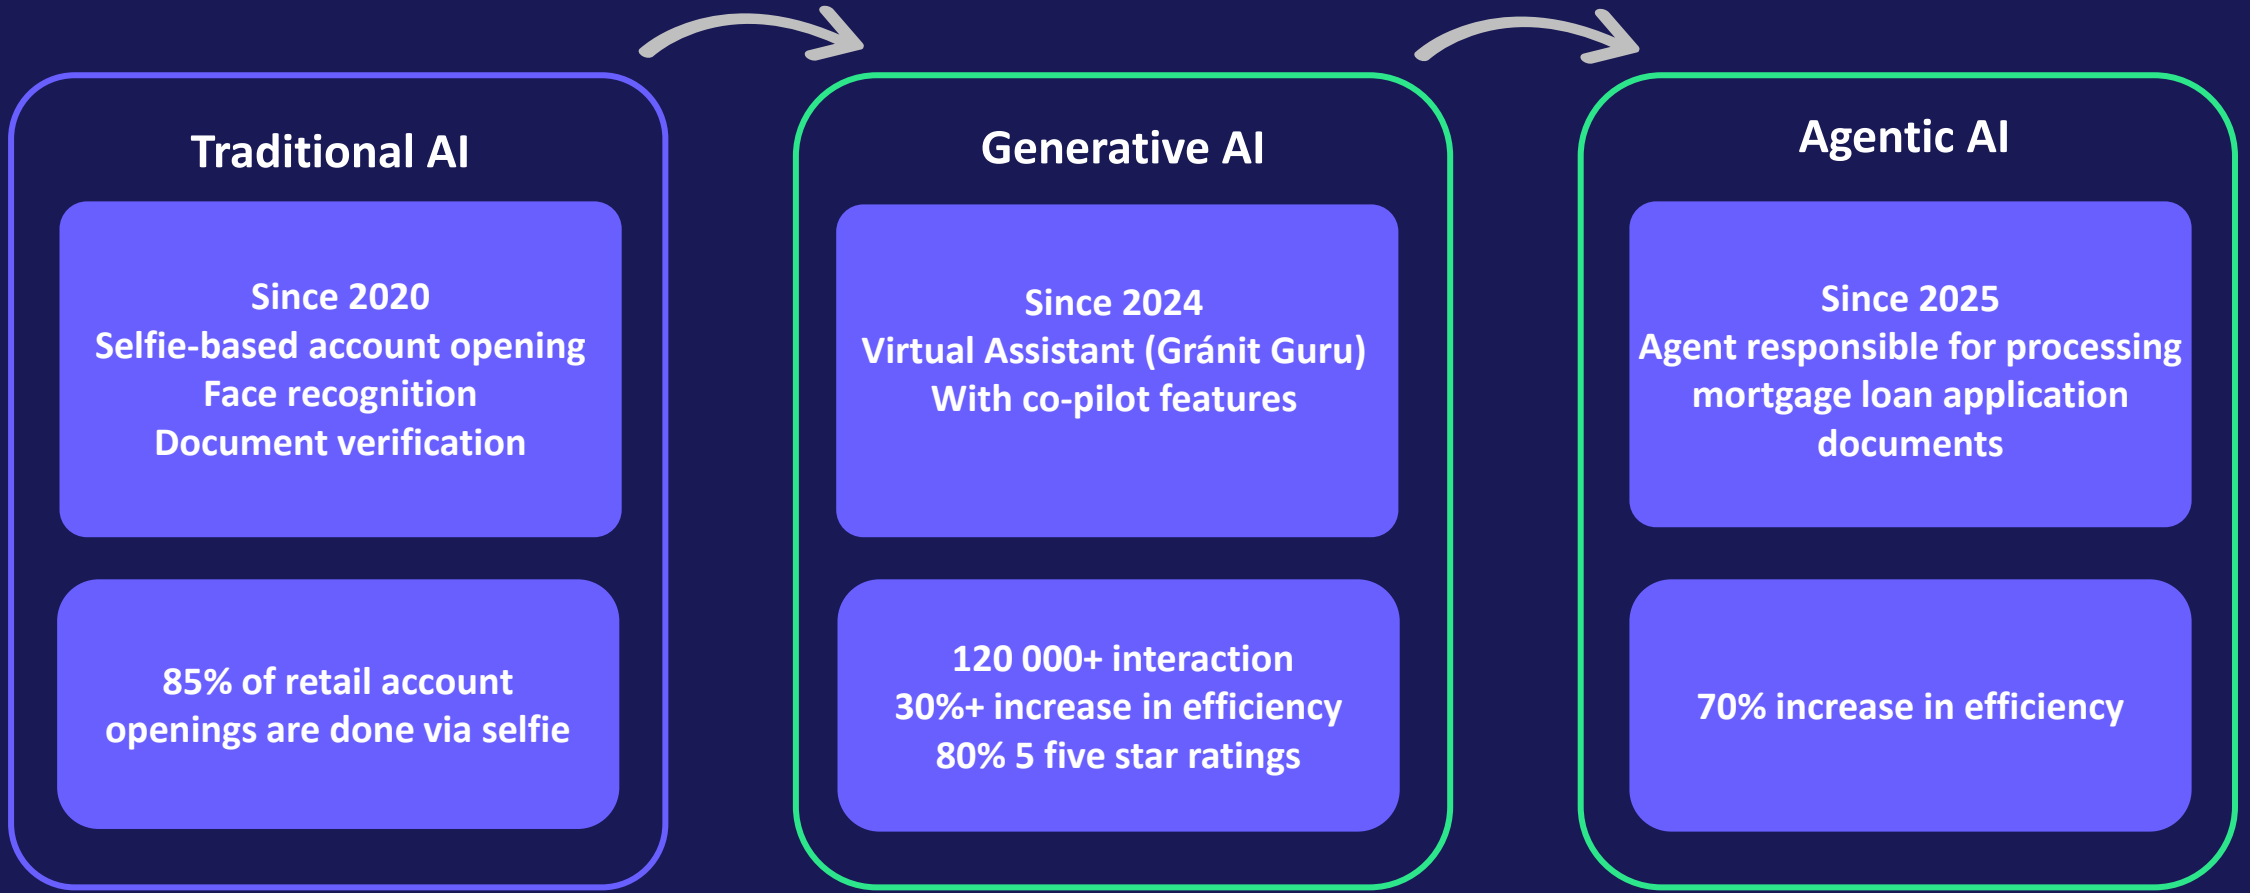 Traditional AI
Since 2020
Selfie-based account opening
Face recognition
Document verification
85% of retail account
openings are done via selfie
Generative AI
Since 2024
Virtual Assistant (Gránit Guru)
With co-pilot features
120 000+ interaction
30%+ increase in efficiency
80% 5 five star ratings
Agentic AI
Since 2025
Agent responsible for processing
mortgage loan application
documents
70% increase in efficiency